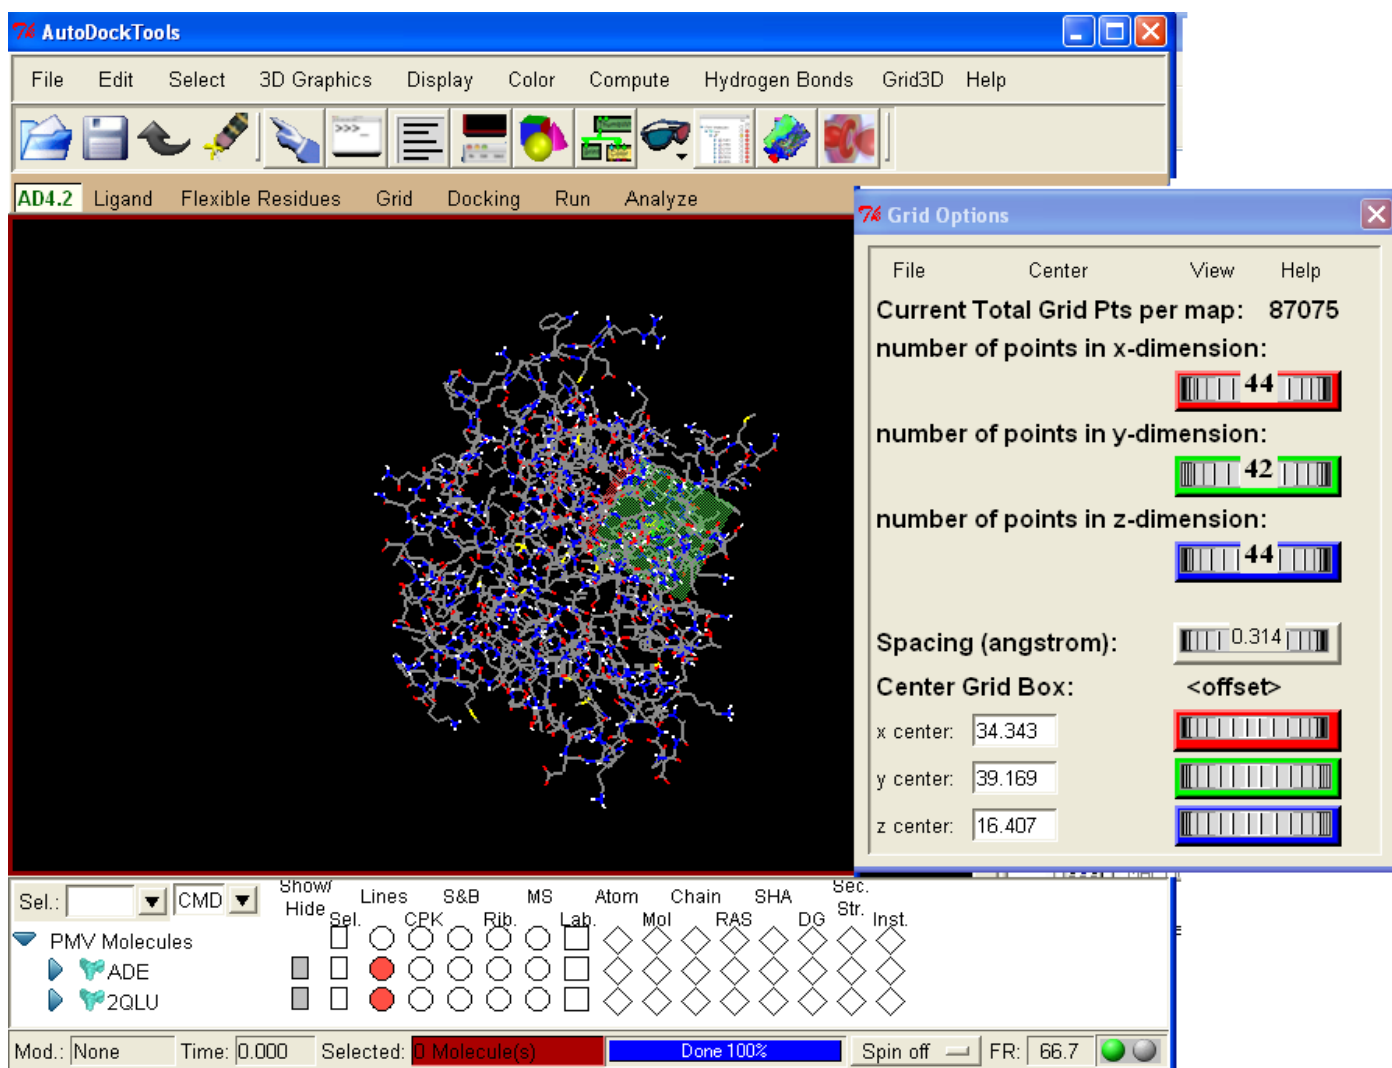 AutoDockTools
File Edit Select 3D Graphics Display Color Compute Hydrogen Bonds Grid3D Help
>>>_
AD4.2 Ligand Flexible Residues Grid Docking Run Analyze
Grid Options
File Center View Help
Current Total Grid Pts per map: 87075
number of points in x-dimension:
44
number of points in y-dimension:
42
number of points in z-dimension:
44
Spacing (angstrom): 0.314
Center Grid Box: <offset>
x center: 34.343
y center: 39.169
z center: 16.407
Sel.: CMD Show/ Hide Sel. Lines CPK S&B Rib. MS Lab. Atom Mol Chain RAS SHA DG Sec. Str. Inst.
PMV Molecules
ADE
2QLU
Mod.: None Time: 0.000 Selected: 0 Molecule(s) Done 100% Spin off FR: 66.7